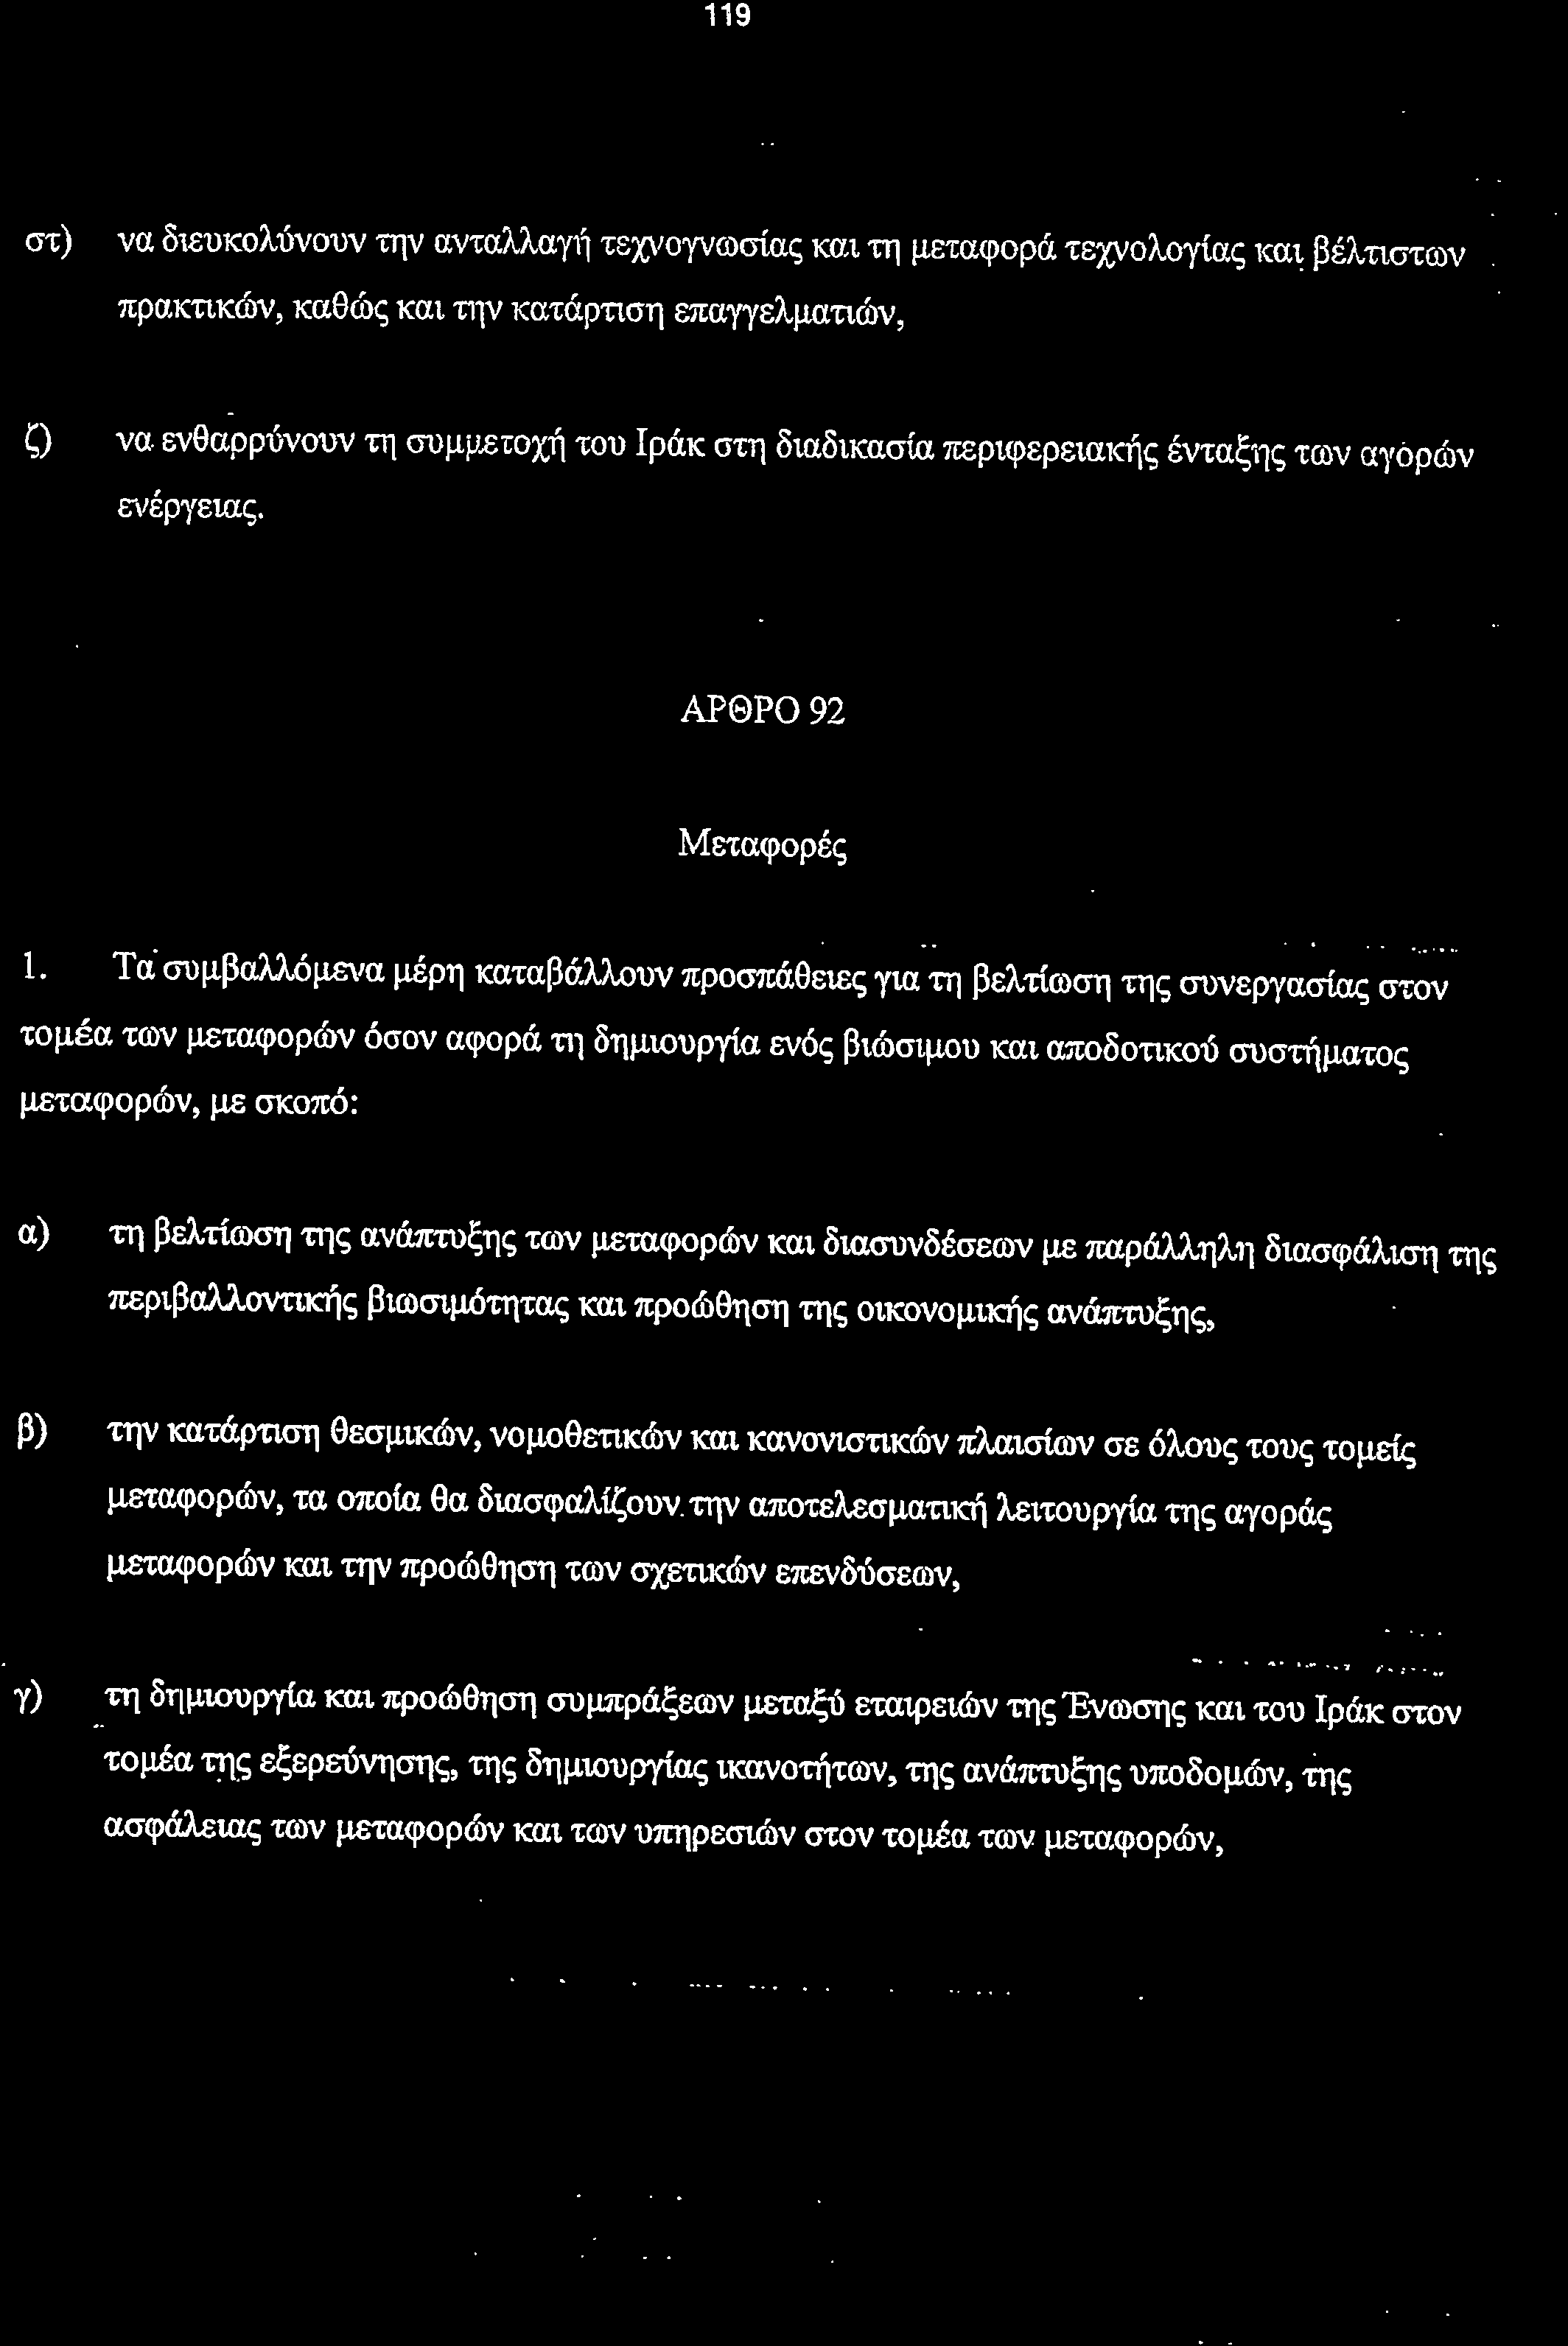 119
στ) να διευκολύνουν την ανταλλαγή τεχνογνωσίας και τη μεταφορά τεχνολογίας και βέλτιστων
πρακτικών, καθώς και την κατάρτιση επαγγελματιών,
ζ) να ενθαρρύνουν τη συμμετοχή του Ιράκ στη διαδικασία περιφερειακής ένταξης των αγορών
ενέργειας.
ΑΡΘΡΟ 92
Μεταφορές
1. Τα συμβαλλόμενα μέρη καταβάλλουν προσπάθειες για τη βελτίωση της συνεργασίας στον
τομέα των μεταφορών όσον αφορά τη δημιουργία ενός βιώσιμου και αποδοτικού συστήματος
μεταφορών, με σκοπό:
α) τη βελτίωση της ανάπτυξης των μεταφορών και διασυνδέσεων με παράλληλη διασφάλιση της
περιβαλλοντικής βιωσιμότητας και προώθηση της οικονομικής ανάπτυξης,
β) την κατάρτιση θεσμικών, νομοθετικών και κανονιστικών πλαισίων σε όλους τους τομείς
μεταφορών, τα οποία θα διασφαλίζουν την αποτελεσματική λειτουργία της αγοράς
μεταφορών και την προώθηση των σχετικών επενδύσεων,
γ) τη δημιουργία και προώθηση συμπράξεων μεταξύ εταιρειών της Ένωσης και του Ιράκ στον
τομέα της εξερεύνησης, της δημιουργίας ικανοτήτων, της ανάπτυξης υποδομών, της
ασφάλειας των μεταφορών και των υπηρεσιών στον τομέα των μεταφορών,